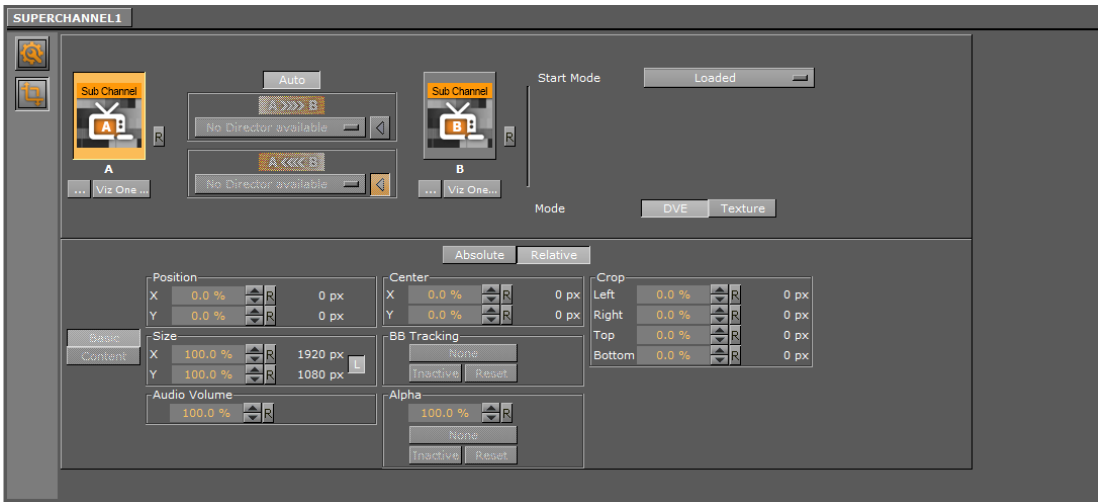 SUPERCHANNEL1
Sub Channel
A
R
A
... Viz One ...
Auto
A >>>> B
No Director available
A <<< B
No Director available
Sub Channel
B
R
B
... Viz One...
Start Mode Loaded
Mode DVE Texture
Absolute Relative
Basic
Content
Position
X 0.0 % R 0 px
Y 0.0 % R 0 px
Size
X 100.0 % R 1920 px
Y 100.0 % R 1080 px
L
Audio Volume
100.0 % R
Center
X 0.0 % R 0 px
Y 0.0 % R 0 px
BB Tracking
None
Inactive Reset
Alpha
100.0 % R
None
Inactive Reset
Crop
Left 0.0 % R 0 px
Right 0.0 % R 0 px
Top 0.0 % R 0 px
Bottom 0.0 % R 0 px